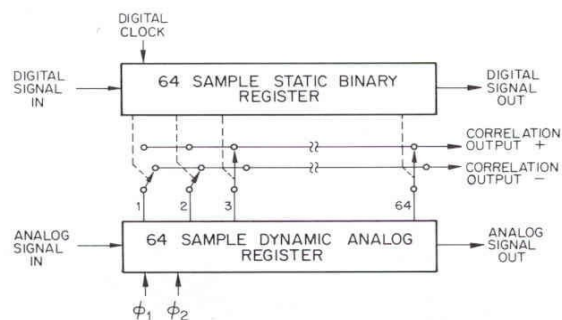 DIGITAL
CLOCK
DIGITAL
SIGNAL
IN
64 SAMPLE STATIC BINARY
REGISTER
DIGITAL
SIGNAL
OUT
CORRELATION
OUTPUT +
CORRELATION
OUTPUT −
1
2
3
64
ANALOG
SIGNAL
IN
64 SAMPLE DYNAMIC ANALOG
REGISTER
ANALOG
SIGNAL
OUT
ϕ1
ϕ2